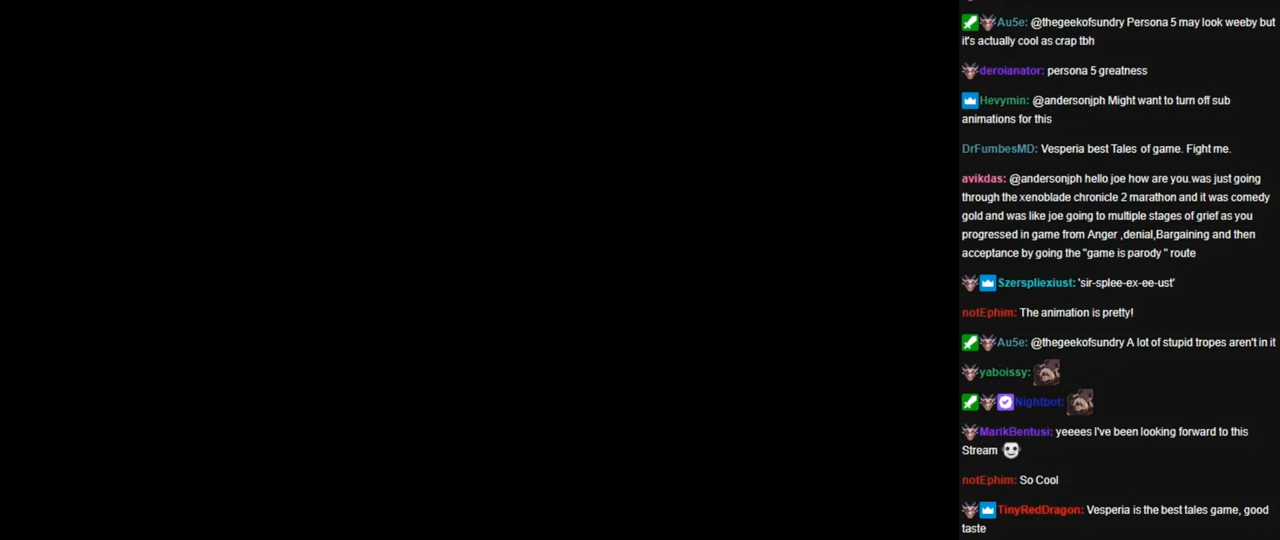 Au5e: @thegeekofsundry Persona 5 may look weeby but
it's actually cool as crap tbh
deroianator: persona 5 greatness
Hevymin: @andersonjph Might want to turn off sub
animations for this
DrFumbesMD: Vesperia best Tales of game. Fight me.
avikdas: @andersonjph hello joe how are you.was just going
through the xenoblade chronicle 2 marathon and it was comedy
gold and was like joe going to multiple stages of grief as you
progressed in game from Anger ,denial,Bargaining and then
acceptance by going the "game is parody " route
Szerspliexiust: 'sir-splee-ex-ee-ust'
notEphim: The animation is pretty!
Au5e: @thegeekofsundry A lot of stupid tropes aren't in it
yaboissy:
Nightbot:
MarikBentusi: yeeees I've been looking forward to this
Stream
notEphim: So Cool
TinyRedDragon: Vesperia is the best tales game, good
taste